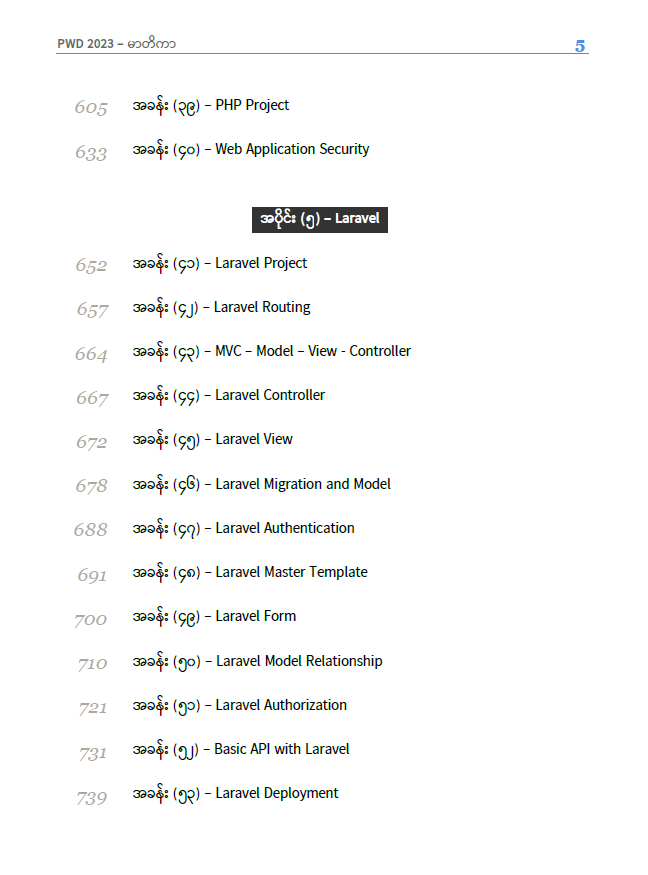 PWD 2023 – မာတိကာ 5
605 အခန်း (၃၉) – PHP Project
633 အခန်း (၄၀) – Web Application Security
အပိုင်း (၅) – Laravel
652 အခန်း (၄၁) – Laravel Project
657 အခန်း (၄၂) – Laravel Routing
664 အခန်း (၄၃) – MVC – Model – View - Controller
667 အခန်း (၄၄) – Laravel Controller
672 အခန်း (၄၅) – Laravel View
678 အခန်း (၄၆) – Laravel Migration and Model
688 အခန်း (၄၇) – Laravel Authentication
691 အခန်း (၄၈) – Laravel Master Template
700 အခန်း (၄၉) – Laravel Form
710 အခန်း (၅၀) – Laravel Model Relationship
721 အခန်း (၅၁) – Laravel Authorization
731 အခန်း (၅၂) – Basic API with Laravel
739 အခန်း (၅၃) – Laravel Deployment